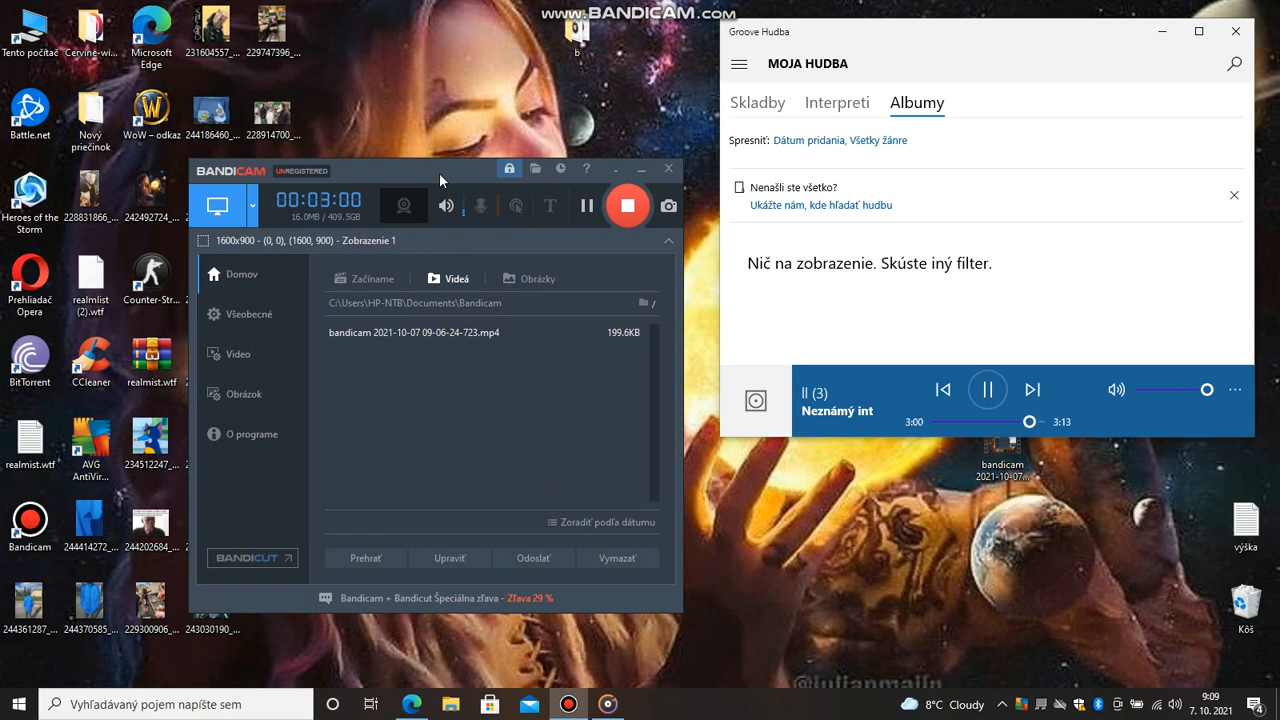 www.BANDICAM.com
Tento počítač
Cervině-wi...
Microsoft Edge
231604557_...
229747396_...
b
Battle.net
Nový priečinok
WoW – odkaz
244186460_...
228914700_...
Heroes of the Storm
228831866_...
242492724_...
Prehliadač Opera
realmlist (2).wtf
Counter-Str...
BitTorrent
CCleaner
realmist.wtf
realmist.wtf
AVG AntiVir...
234512247_...
Bandicam
244414272_...
244202684_...
244361287_...
244370585_...
229300906_...
243030190_...
BANDICAM UNREGISTERED
00:03:00
16.0MB / 409.5GB
1600x900 - (0, 0), (1600, 900) - Zobrazenie 1
Domov
Všeobecné
Video
Obrázok
O programe
BANDICUT
Začíname
Videá
Obrázky
C:\Users\HP-NTB\Documents\Bandicam
bandicam 2021-10-07 09-06-24-723.mp4 199.6KB
Zoradiť podľa dátumu
Prehrať Upraviť Odoslať Vymazať
Bandicam + Bandicut Špeciálna zľava - Zľava 29 %
Groove Hudba
MOJA HUDBA
Skladby Interpreti Albumy
Spresniť: Dátum pridania, Všetky žánre
Nenašli ste všetko?
Ukážte nám, kde hľadať hudbu
Nič na zobrazenie. Skúste iný filter.
ll (3)
Neznámý int
3:00 3:13
bandicam
2021-10-07...
výška
Kôš
@iulianmalin
Vyhľadávaný pojem napíšte sem
8°C Cloudy
9:09
7. 10. 2021
4